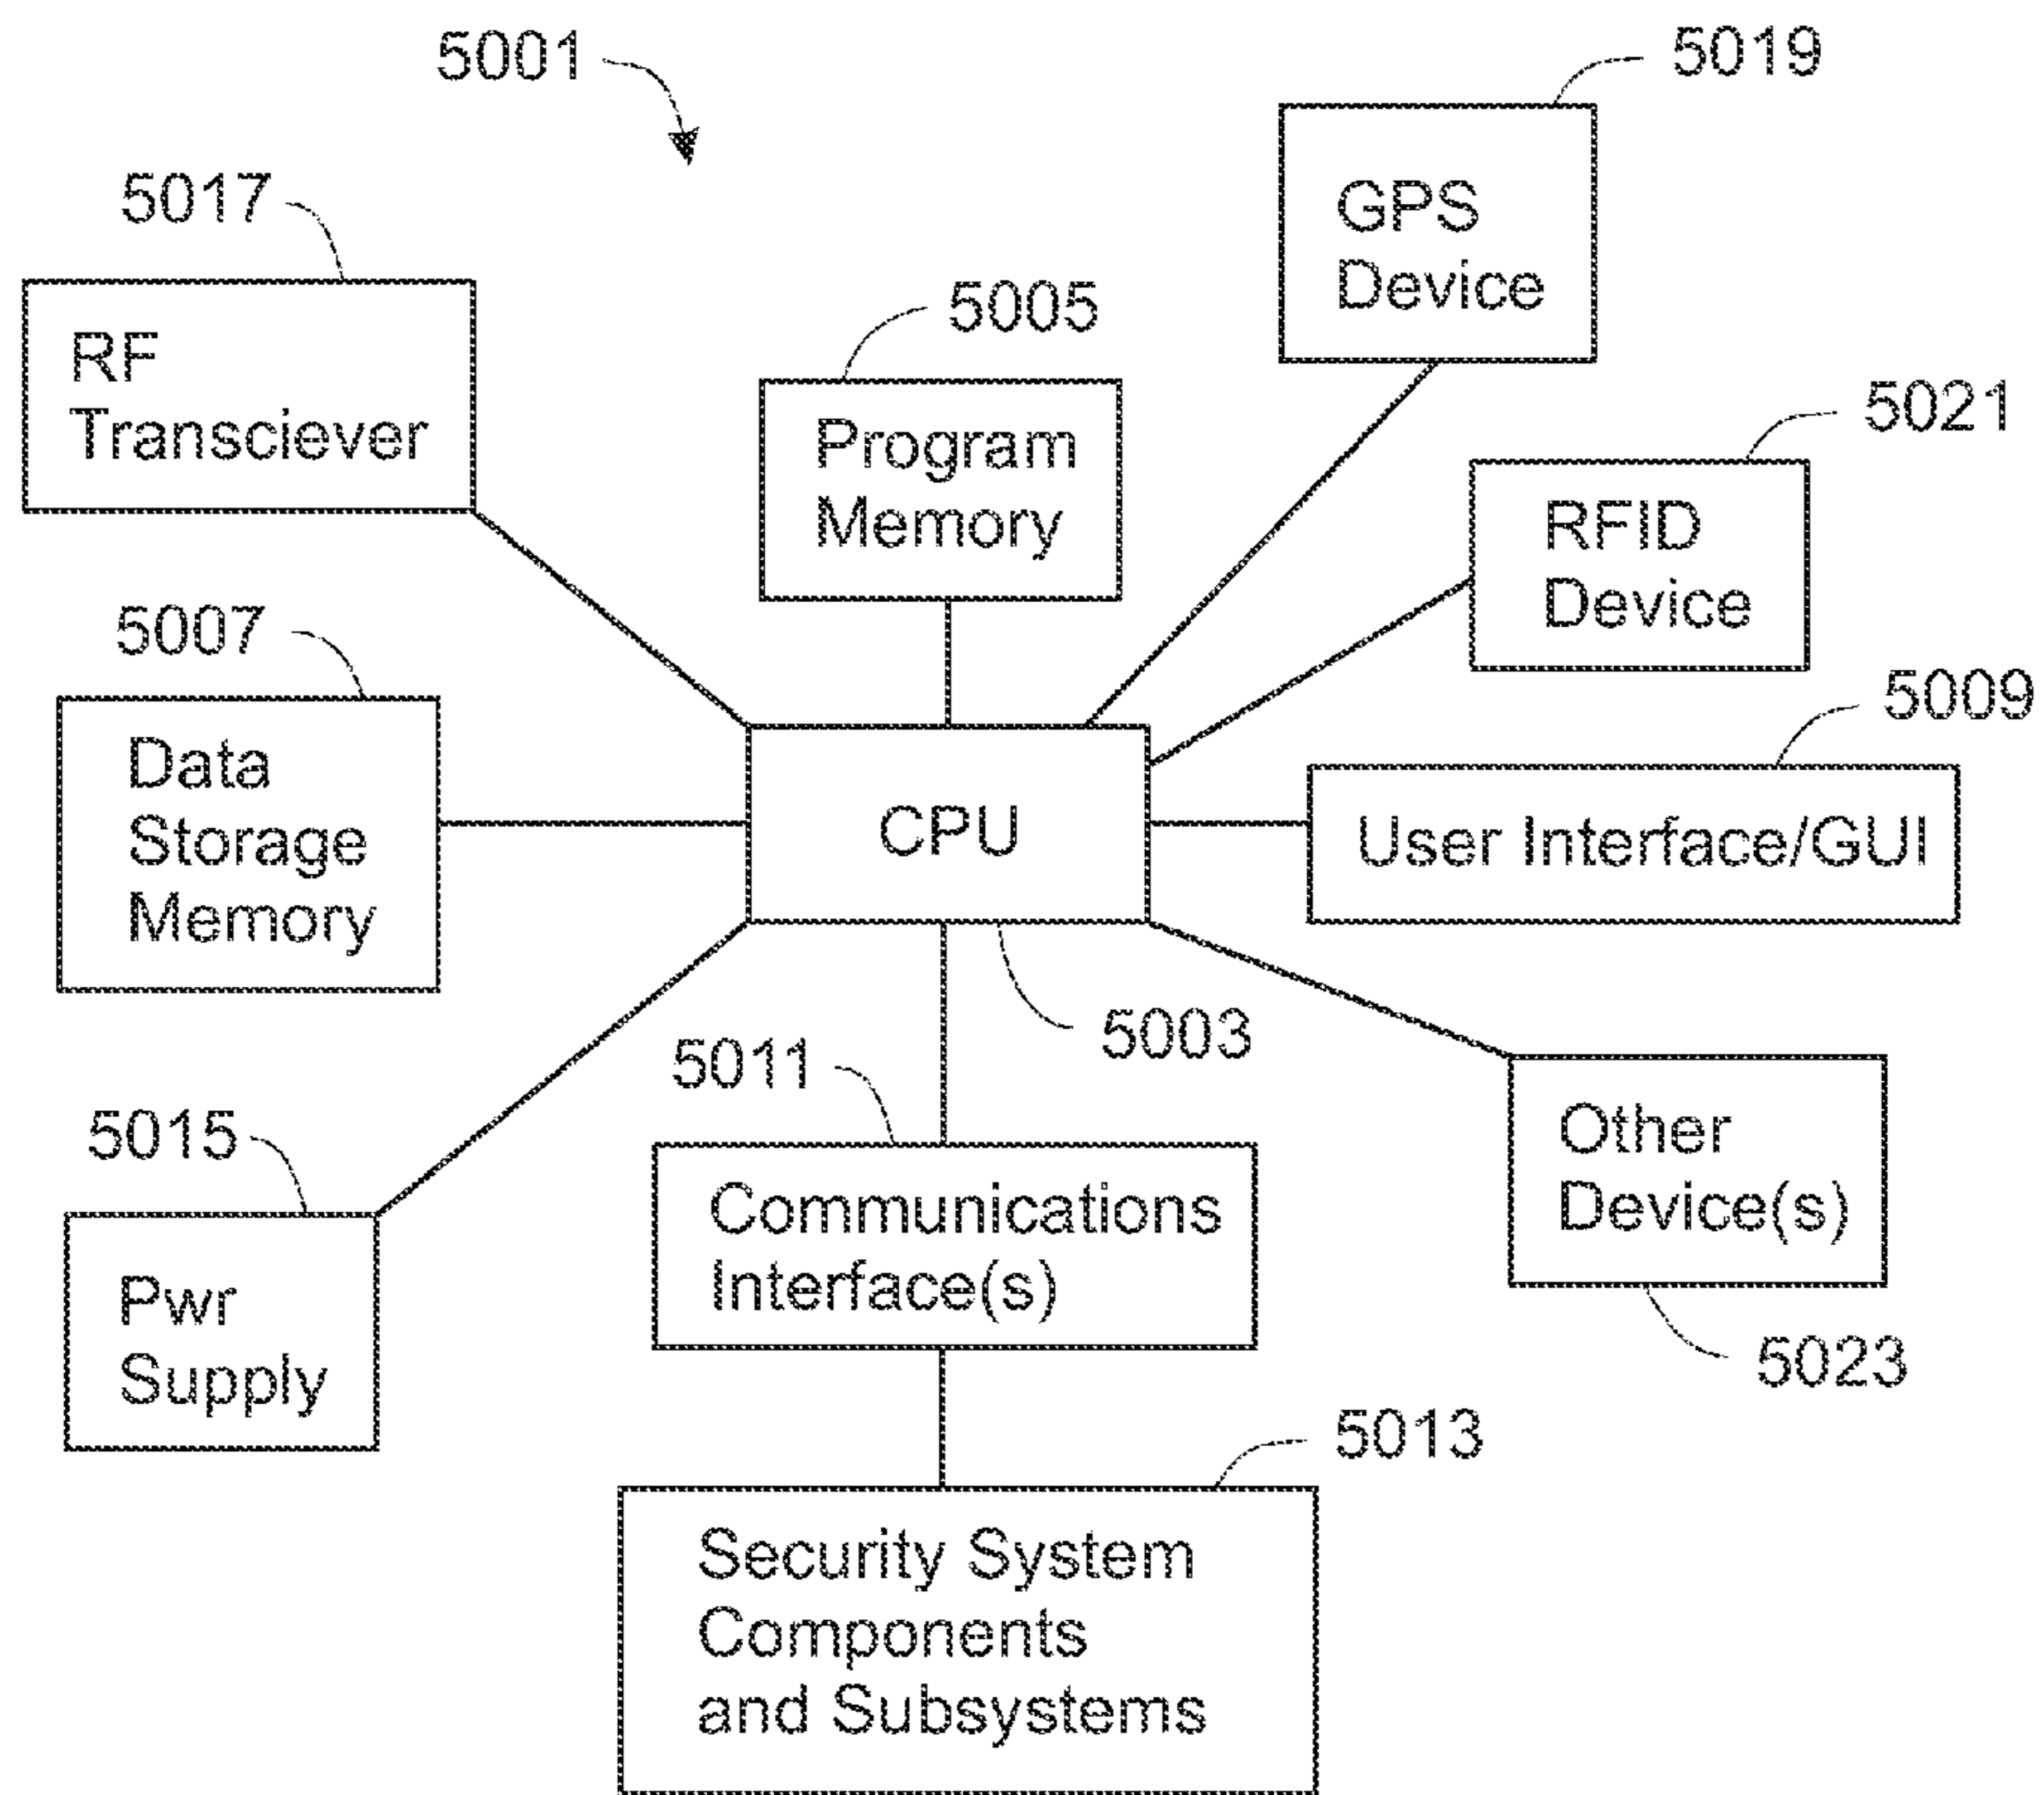 5001
5019
5017
GPS
Device
5005
RF
Transciever
5021
Program
Memory
RFID
Device
5007
5009
Data
Storage
Memory
CPU
User Interface/GUI
5003
5011
5015
Other
Device(s)
Communications
Interface(s)
Pwr
Supply
5023
5013
Security System
Components
and Subsystems